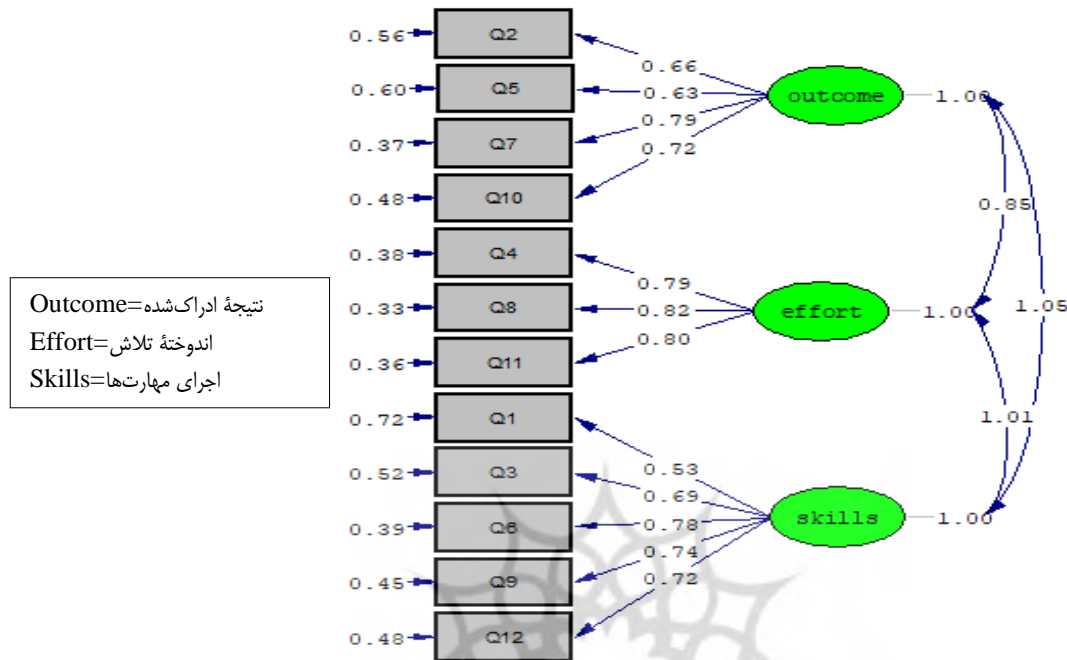 0.56 Q2
0.60 Q5
0.37 Q7
0.48 Q10
0.38 Q4
0.33 Q8
0.36 Q11
0.72 Q1
0.52 Q3
0.39 Q6
0.45 Q9
0.48 Q12
0.66
0.63
0.79
0.72
outcome 1.00
0.79
0.82
0.80
effort 1.00
0.53
0.69
0.78
0.74
0.72
skills 1.00
0.85
1.05
1.01
Outcome=نتیجهٔ ادراک‌شده
Effort=اندوختهٔ تلاش
Skills=اجرای مهارت‌ها